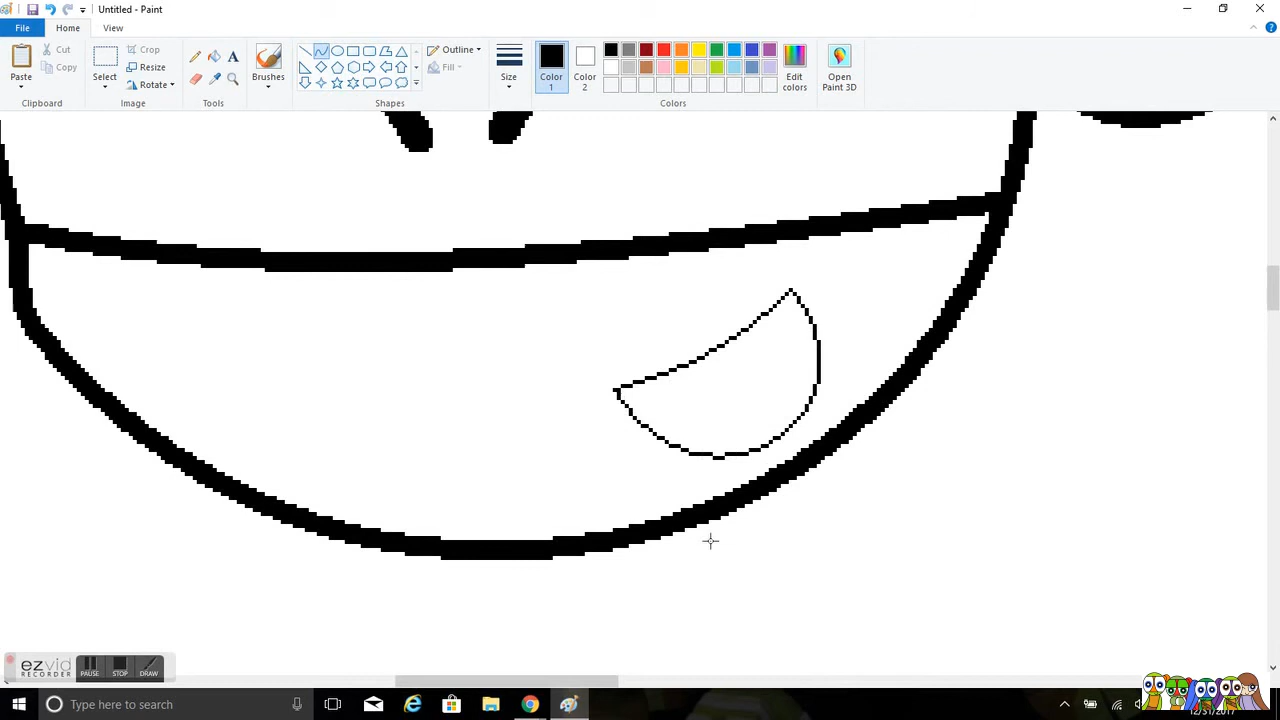 Untitled - Paint
File Home View
Paste Cut Copy Clipboard
Select Crop Resize Rotate Image
Tools
Brushes
Outline Fill Shapes
Size
Color 1
Color 2
Edit colors
Colors
Open Paint 3D
ezvid RECORDER PAUSE STOP DRAW
Type here to search